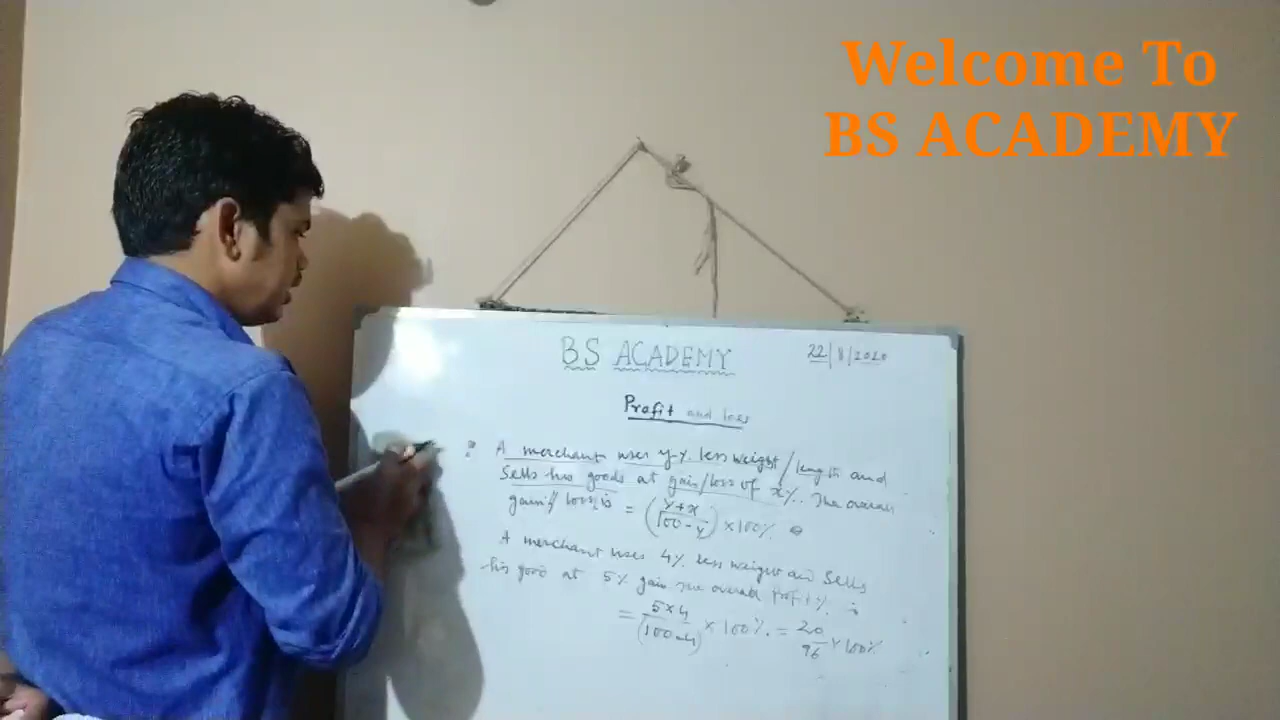 Welcome To
BS ACADEMY
BS ACADEMY 22/8/2020
Profit and loss
A merchant uses y% less weight/length and
Sells his goods at gain/loss of x%. The overall
gain/loss is = (y+x/100-y) ×100%
A merchant uses 4% less weight and Sells
his good at 5% gain The overall profit % is
= 5×4/(100-4) ×100% = 20/96 ×100%